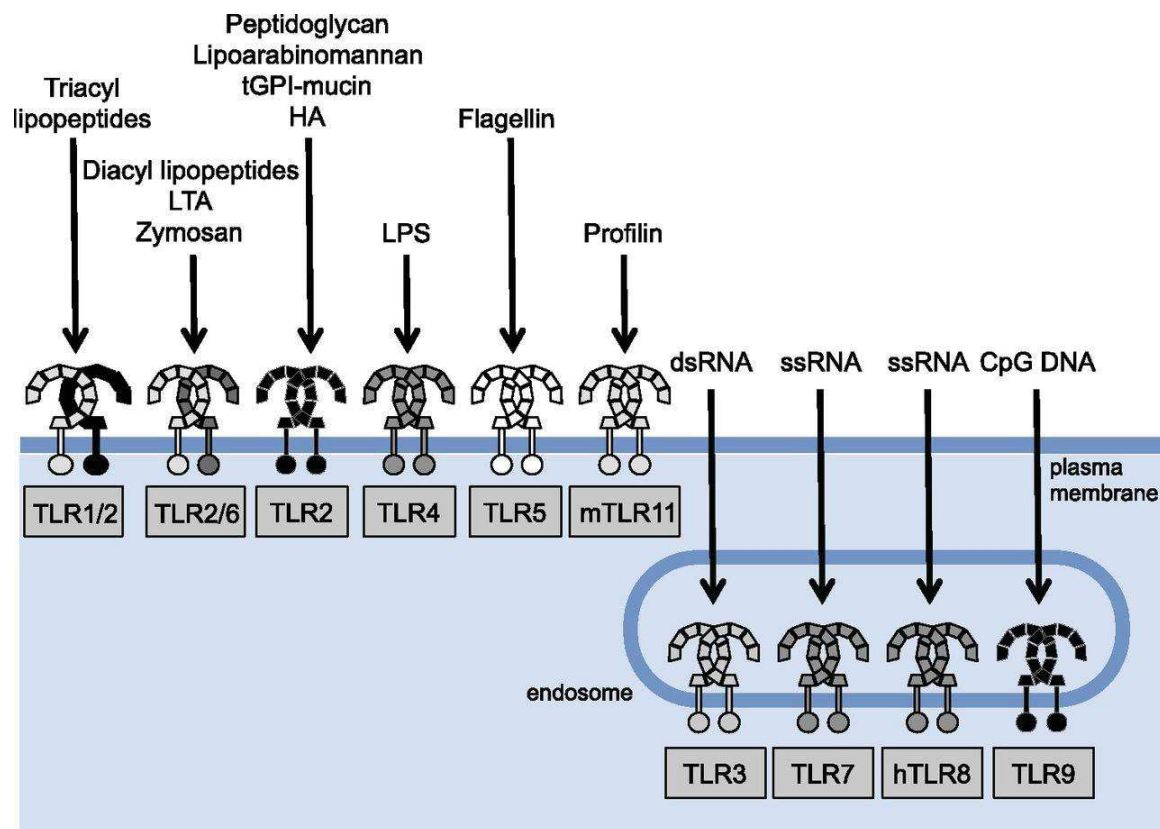 Peptidoglycan
Lipoarabinomannan
tGPI-mucin
HA
Triacyl
lipopeptides
Flagellin
Diacyl lipopeptides
LTA
Zymosan
LPS
Profilin
dsRNA
ssRNA
ssRNA
CpG DNA
plasma
membrane
TLR1/2
TLR2/6
TLR2
TLR4
TLR5
mTLR11
endosome
TLR3
TLR7
hTLR8
TLR9